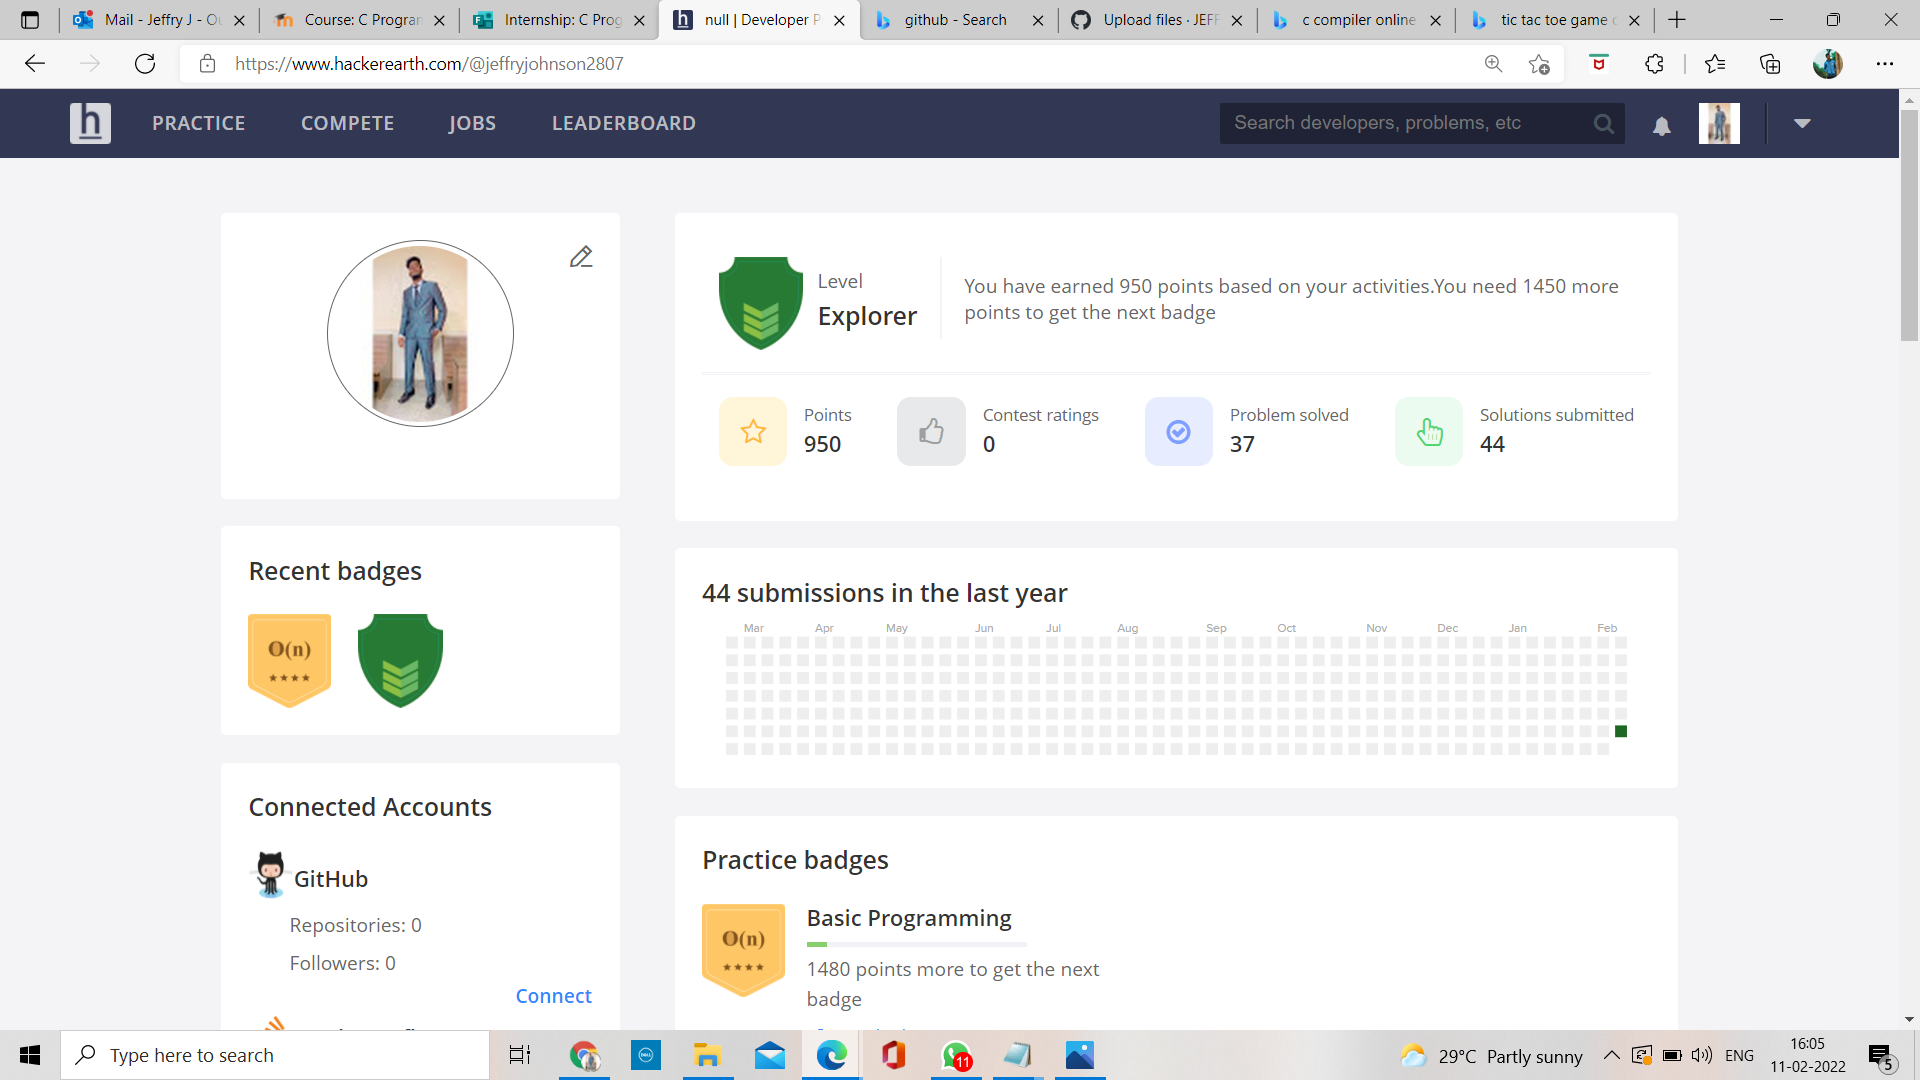 Mail - Jeffry J - Ou
Course: C Program
Internship: C Prog
null | Developer P
github - Search
Upload files · JEFF
c compiler online
tic tac toe game c
https://www.hackerearth.com/@jeffryjohnson2807
h
PRACTICE
COMPETE
JOBS
LEADERBOARD
Search developers, problems, etc
Level
Explorer
You have earned 950 points based on your activities.You need 1450 more
points to get the next badge
Points
950
Contest ratings
0
Problem solved
37
Solutions submitted
44
Recent badges
O(n)
44 submissions in the last year
Mar Apr May Jun Jul Aug Sep Oct Nov Dec Jan Feb
Connected Accounts
GitHub
Repositories: 0
Followers: 0
Connect
Practice badges
O(n)
Basic Programming
1480 points more to get the next
badge
Type here to search
DELL
11
29°C Partly sunny
ENG
16:05
11-02-2022
5